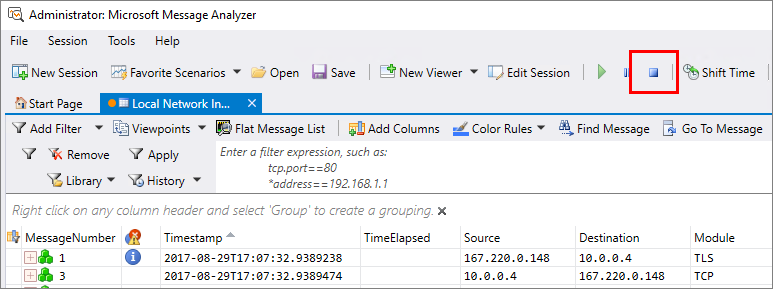 Administrator: Microsoft Message Analyzer
File Session Tools Help
New Session Favorite Scenarios Open Save New Viewer Edit Session Shift Time
Start Page Local Network In... ×
Add Filter Viewpoints Flat Message List Add Columns Color Rules Find Message Go To Message
Remove Apply Enter a filter expression, such as:
tcp.port==80
Library History *address==192.168.1.1
Right click on any column header and select 'Group' to create a grouping. ×
MessageNumber Timestamp TimeElapsed Source Destination Module
1 2017-08-29T17:07:32.9389238 167.220.0.148 10.0.0.4 TLS
3 2017-08-29T17:07:32.9389474 10.0.0.4 167.220.0.148 TCP